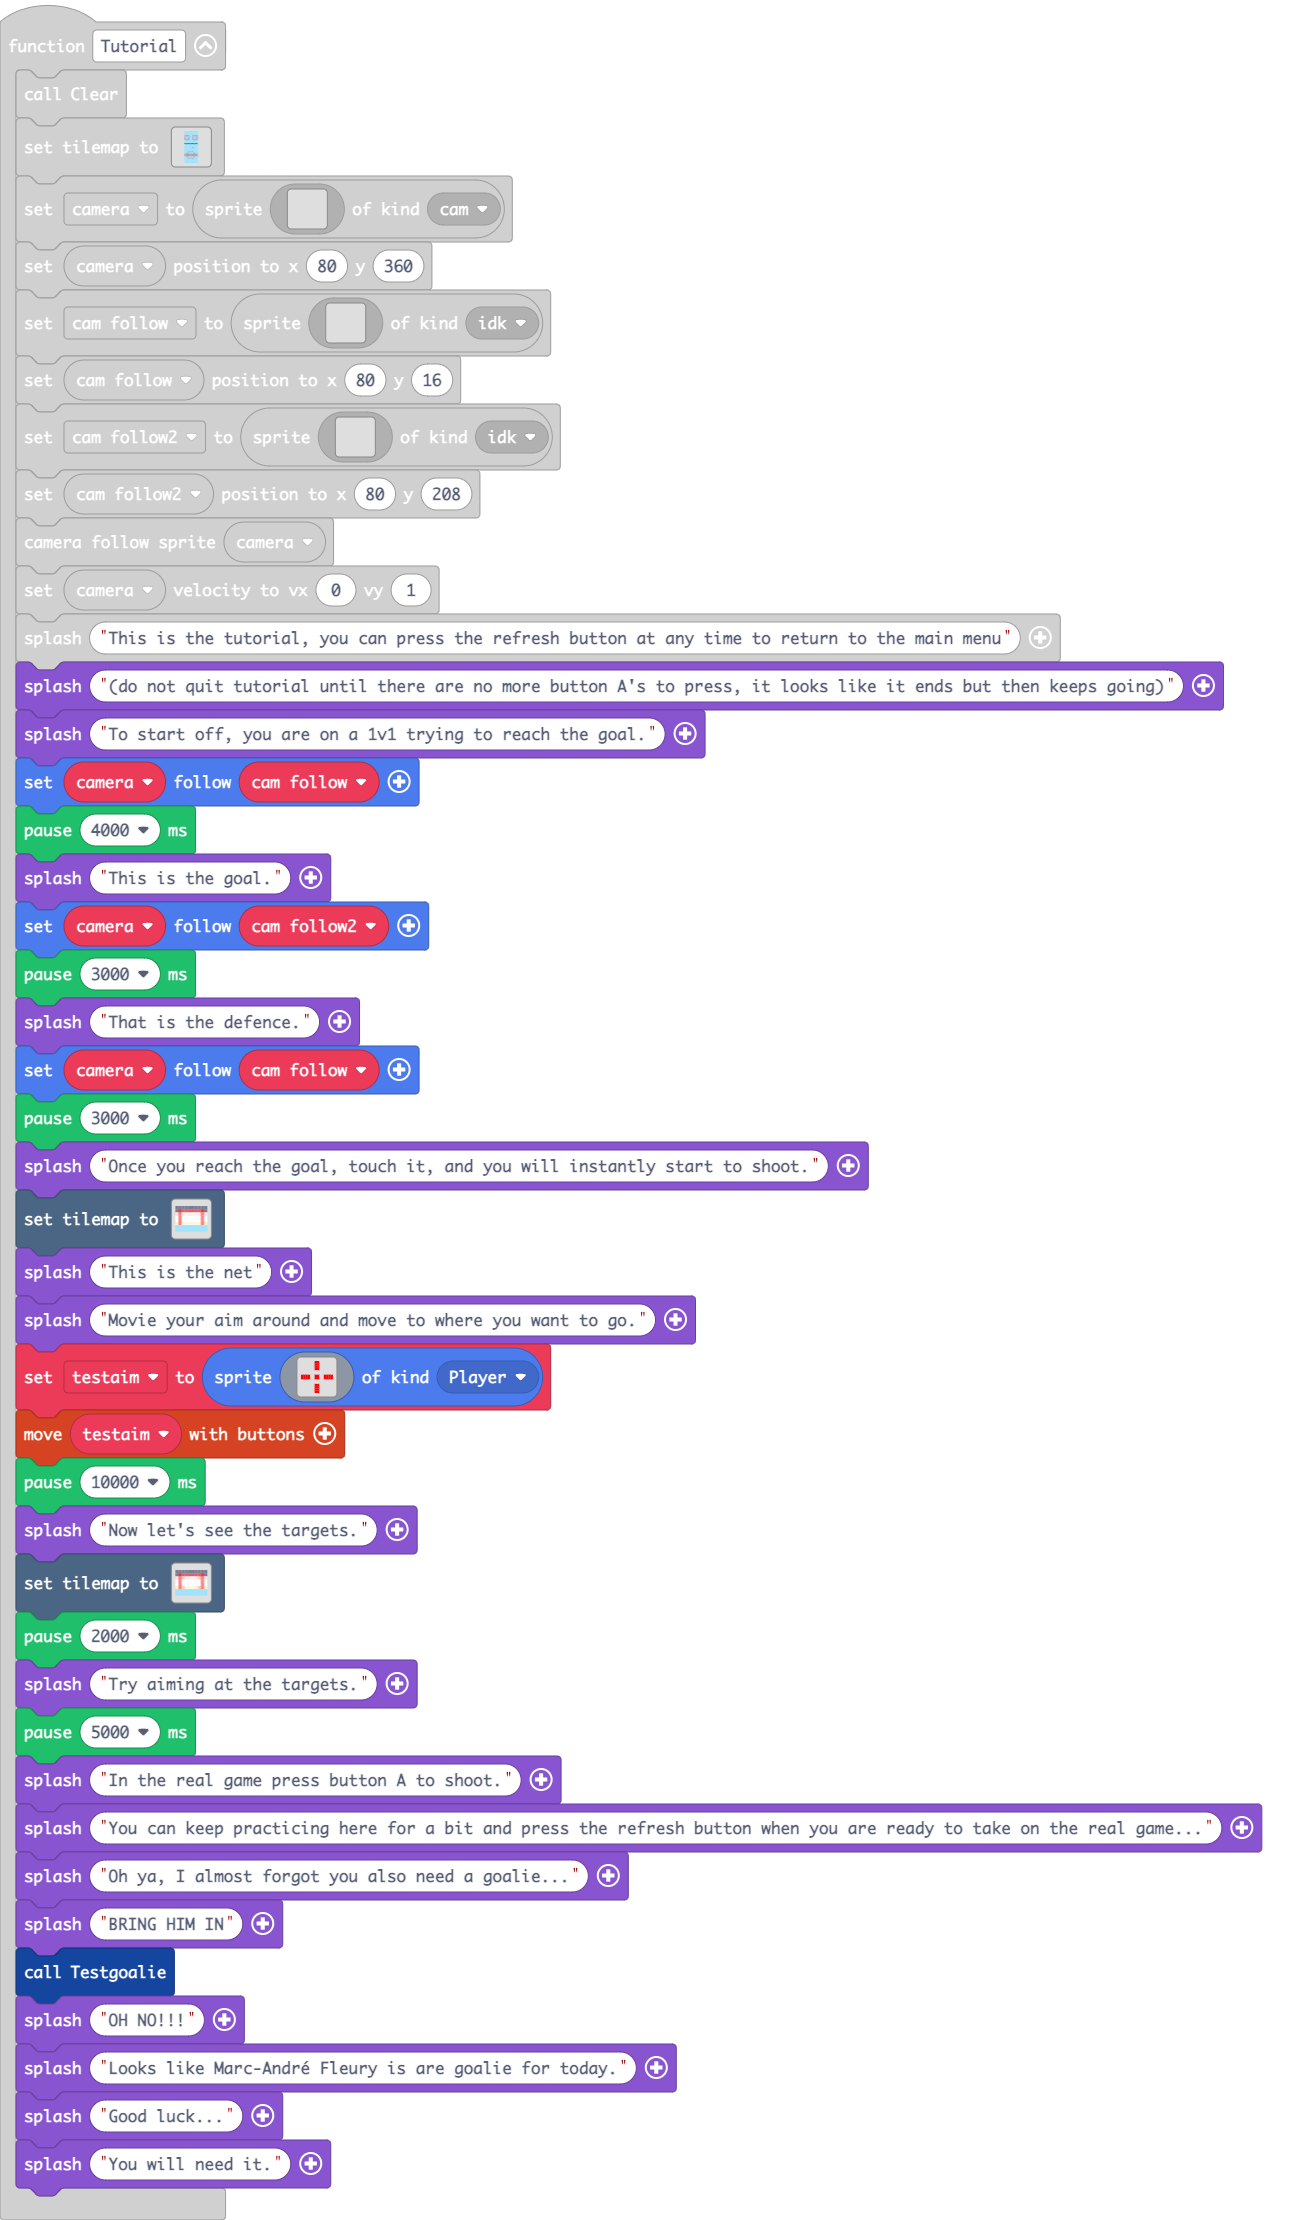 function Tutorial
call Clear
set tilemap to
set camera to sprite of kind cam
set camera position to x 80 y 360
set cam follow to sprite of kind idk
set cam follow position to x 80 y 16
set cam follow2 to sprite of kind idk
set cam follow2 position to x 80 y 208
camera follow sprite camera
set camera velocity to vx 0 vy 1
splash "This is the tutorial, you can press the refresh button at any time to return to the main menu"
splash "(do not quit tutorial until there are no more button A's to press, it looks like it ends but then keeps going)"
splash "To start off, you are on a 1v1 trying to reach the goal."
set camera follow cam follow
pause 4000 ms
splash "This is the goal."
set camera follow cam follow2
pause 3000 ms
splash "That is the defence."
set camera follow cam follow
pause 3000 ms
splash "Once you reach the goal, touch it, and you will instantly start to shoot."
set tilemap to
splash "This is the net"
splash "Movie your aim around and move to where you want to go."
set testaim to sprite of kind Player
move testaim with buttons
pause 10000 ms
splash "Now let's see the targets."
set tilemap to
pause 2000 ms
splash "Try aiming at the targets."
pause 5000 ms
splash "In the real game press button A to shoot."
splash "You can keep practicing here for a bit and press the refresh button when you are ready to take on the real game..."
splash "Oh ya, I almost forgot you also need a goalie..."
splash "BRING HIM IN"
call Testgoalie
splash "OH NO!!!"
splash "Looks like Marc-André Fleury is are goalie for today."
splash "Good luck..."
splash "You will need it."